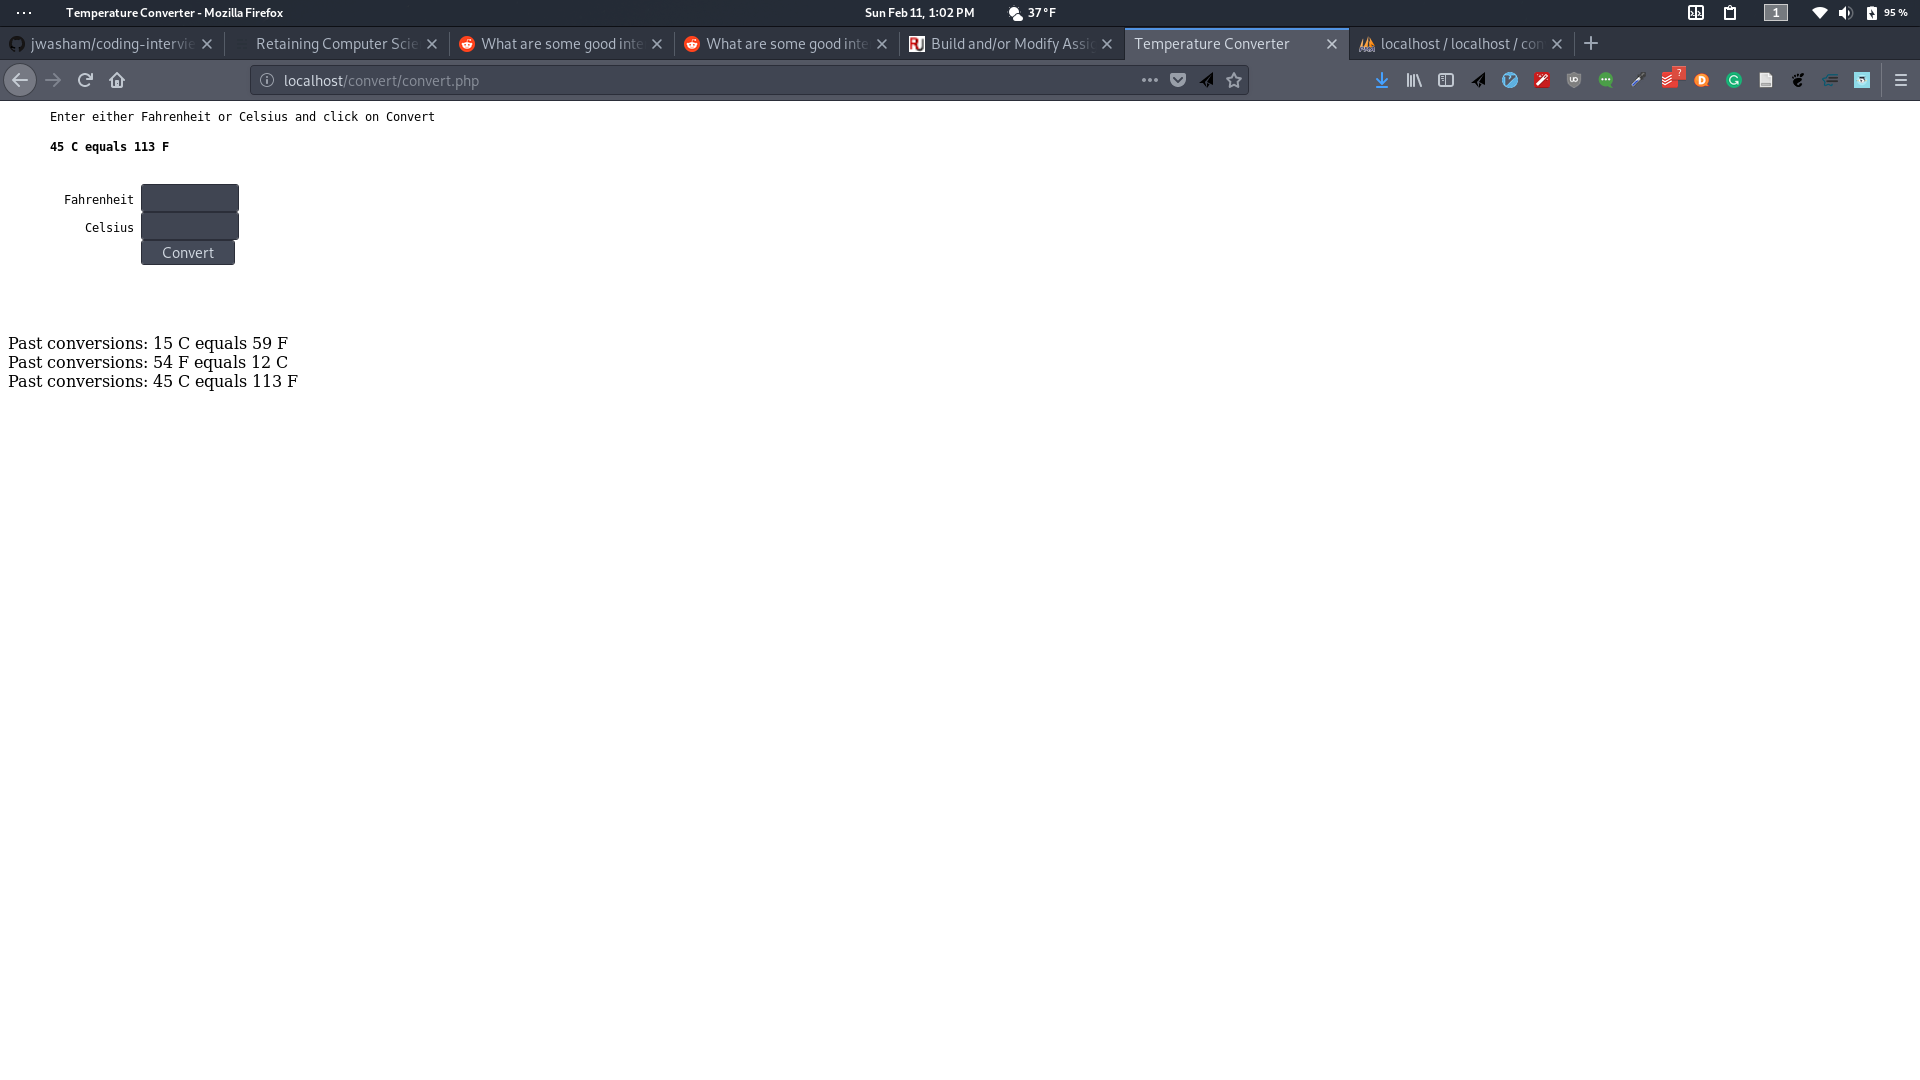 Temperature Converter - Mozilla Firefox Sun Feb 11, 1:02 PM 37°F 1 95 %
jwasham/coding-intervie Retaining Computer Scie What are some good inte What are some good inte Build and/or Modify Assig Temperature Converter localhost / localhost / con
localhost/convert/convert.php
Enter either Fahrenheit or Celsius and click on Convert
45 C equals 113 F
Fahrenheit
Celsius
Convert
Past conversions: 15 C equals 59 F
Past conversions: 54 F equals 12 C
Past conversions: 45 C equals 113 F